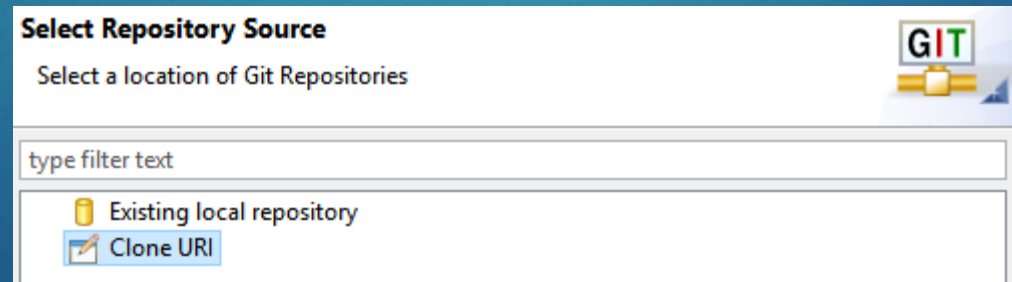 Select Repository Source
Select a location of Git Repositories
GIT
type filter text
Existing local repository
Clone URI